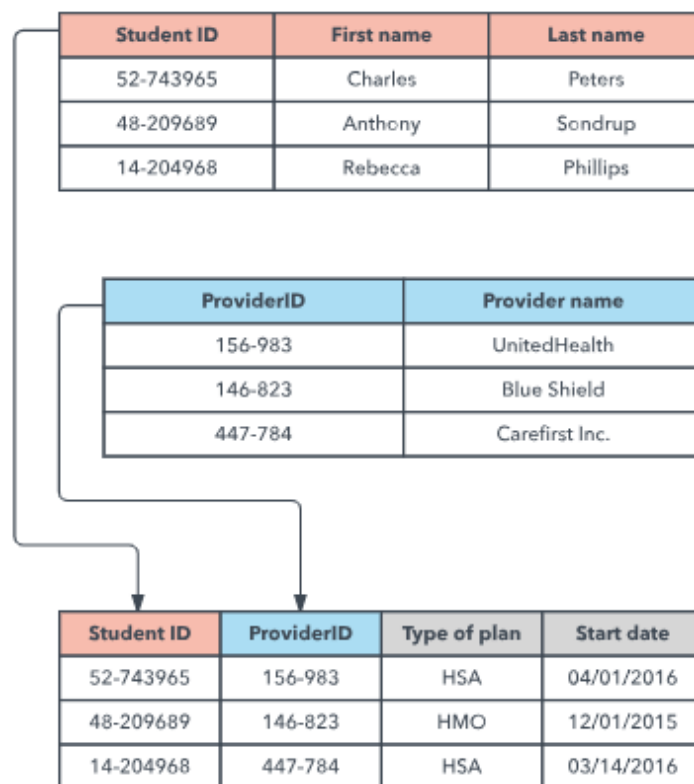 Student ID First name Last name
52-743965 Charles Peters
48-209689 Anthony Sondrup
14-204968 Rebecca Phillips
ProviderID Provider name
156-983 UnitedHealth
146-823 Blue Shield
447-784 Carefirst Inc.
Student ID ProviderID Type of plan Start date
52-743965 156-983 HSA 04/01/2016
48-209689 146-823 HMO 12/01/2015
14-204968 447-784 HSA 03/14/2016